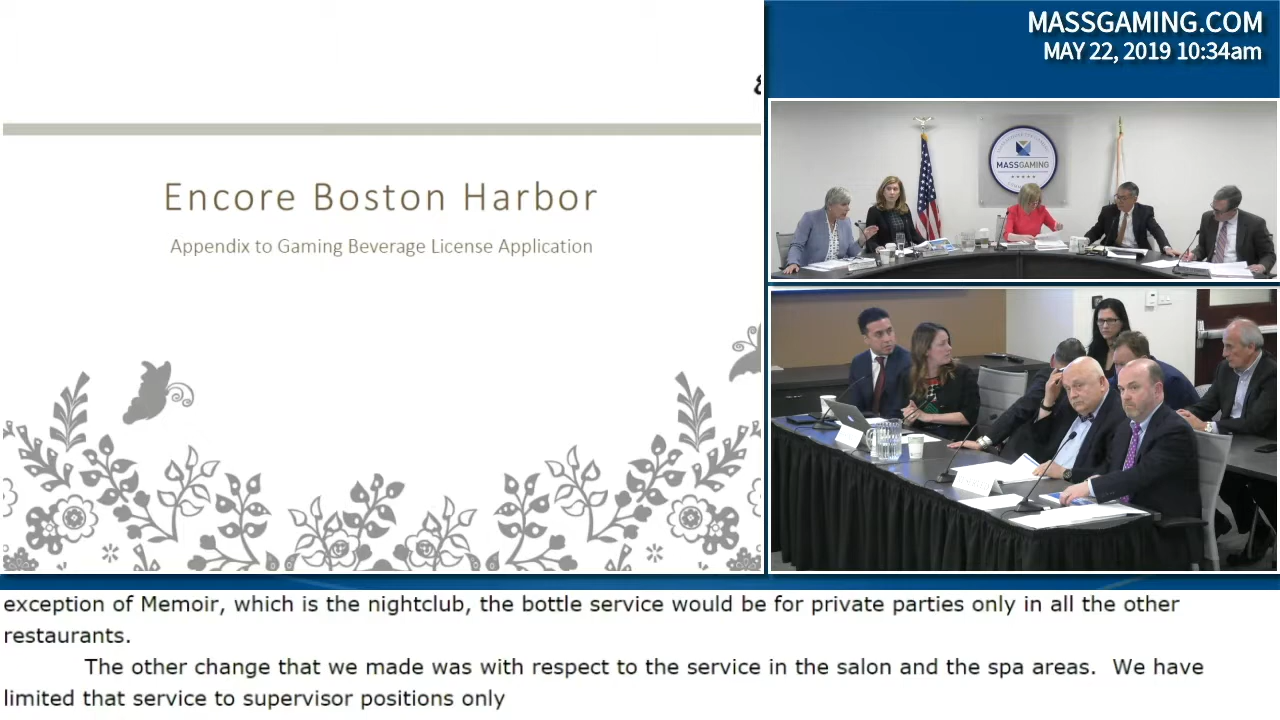 MASSGAMING.COM
MAY 22, 2019 10:34am
Encore Boston Harbor
Appendix to Gaming Beverage License Application
MASSGAMING
exception of Memoir, which is the nightclub, the bottle service would be for private parties only in all the other
restaurants.
The other change that we made was with respect to the service in the salon and the spa areas.  We have
limited that service to supervisor positions only